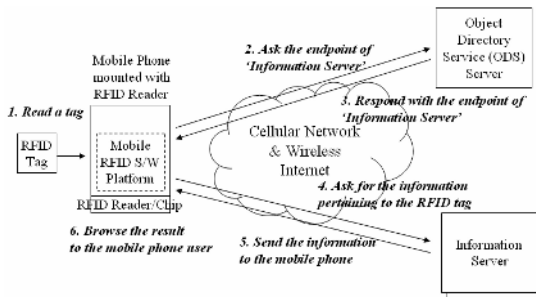 Mobile Phone
mounted with
RFID Reader
1. Read a tag
RFID
Tag
Mobile
RFID S/W
Platform
RFID Reader/Chip
2. Ask the endpoint of
'Information Server'
Object
Directory
Service (ODS)
Server
3. Respond with the endpoint of
'Information Server'
Cellular Network
& Wireless
Internet
4. Ask for the information
pertaining to the RFID tag
5. Send the information
to the mobile phone
6. Browse the result
to the mobile phone user
Information
Server